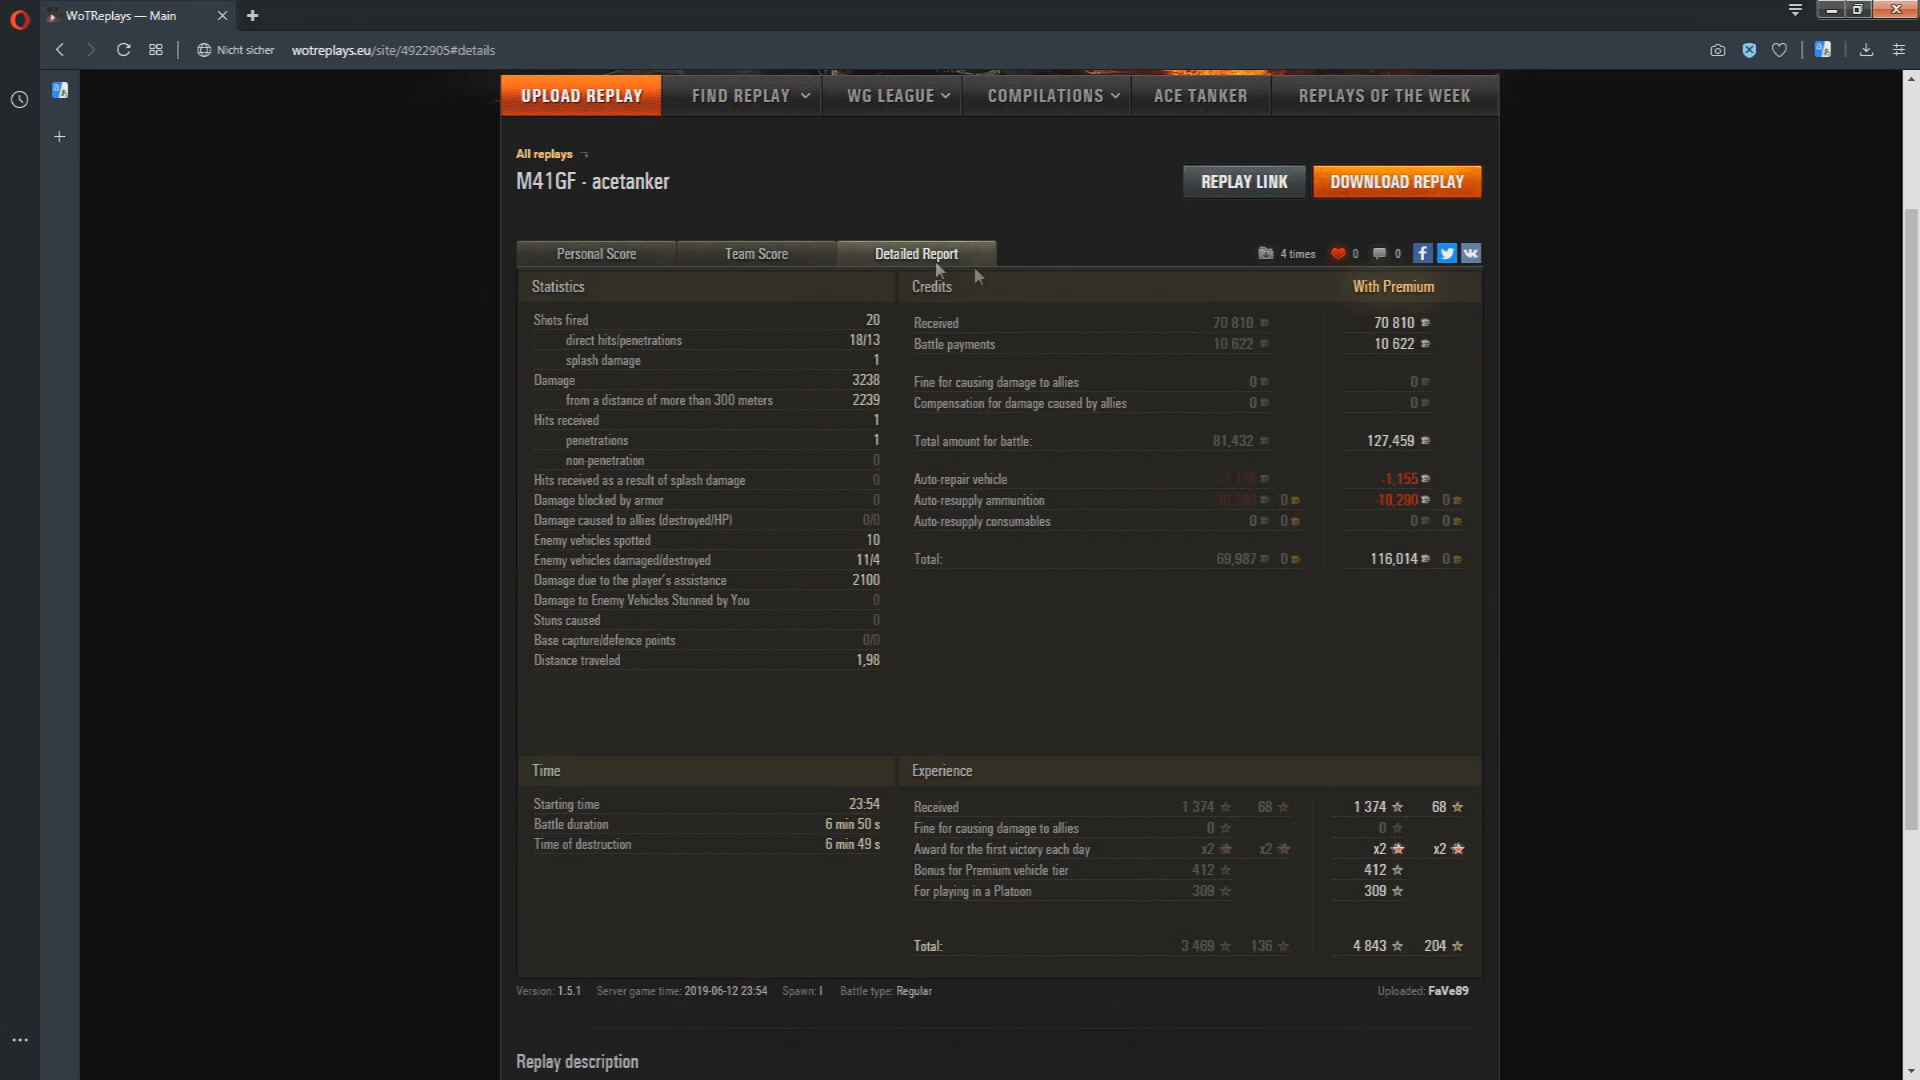 WoTReplays — Main
Nicht sicher wotreplays.eu/site/4922905#details
UPLOAD REPLAY FIND REPLAY WG LEAGUE COMPILATIONS ACE TANKER REPLAYS OF THE WEEK
All replays
M41GF - acetanker
REPLAY LINK DOWNLOAD REPLAY
Personal Score Team Score Detailed Report 4 times 0 0
Statistics
Shots fired 20
direct hits/penetrations 18/13
splash damage 1
Damage 3238
from a distance of more than 300 meters 2239
Hits received 1
penetrations 1
non-penetration 0
Hits received as a result of splash damage 0
Damage blocked by armor 0
Damage caused to allies (destroyed/HP) 0/0
Enemy vehicles spotted 10
Enemy vehicles damaged/destroyed 11/4
Damage due to the player's assistance 2100
Damage to Enemy Vehicles Stunned by You 0
Stuns caused 0
Base capture/defence points 0/0
Distance traveled 1,98
Credits With Premium
Received 70 810 70 810
Battle payments 10 622 10 622
Fine for causing damage to allies 0 0
Compensation for damage caused by allies 0 0
Total amount for battle: 81,432 127,459
Auto-repair vehicle -1,155 -1,155
Auto-resupply ammunition -10,290 0 -10,290 0
Auto-resupply consumables 0 0 0 0
Total: 69,987 0 116,014 0
Time
Starting time 23:54
Battle duration 6 min 50 s
Time of destruction 6 min 49 s
Experience
Received 1 374 68 1 374 68
Fine for causing damage to allies 0 0
Award for the first victory each day x2 x2 x2 x2
Bonus for Premium vehicle tier 412 412
For playing in a Platoon 309 309
Total: 3 469 136 4 843 204
Version: 1.5.1 Server game time: 2019-06-12 23:54 Spawn: I Battle type: Regular Uploaded: FaVe89
Replay description